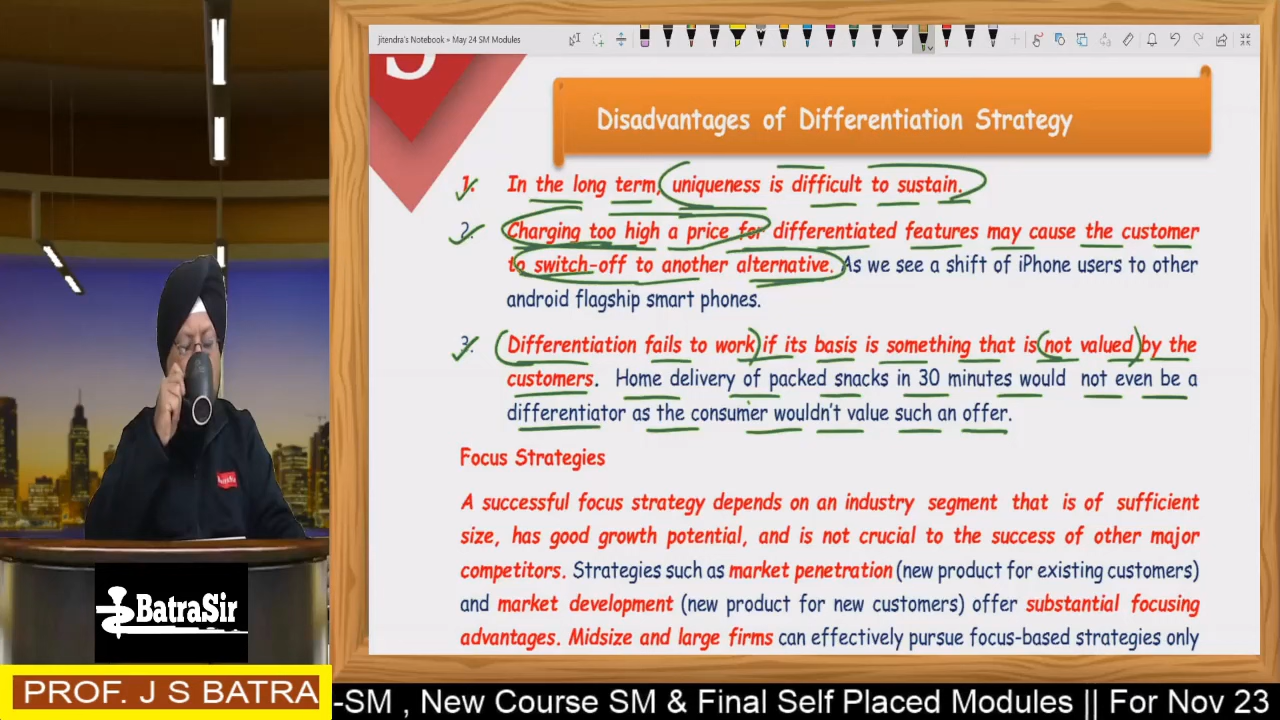 jitendra's Notebook » May 24 SM Modules
Disadvantages of Differentiation Strategy
1. In the long term, uniqueness is difficult to sustain.
2. Charging too high a price for differentiated features may cause the customer
to switch-off to another alternative. As we see a shift of iPhone users to other
android flagship smart phones.
3. Differentiation fails to work if its basis is something that is not valued by the
customers. Home delivery of packed snacks in 30 minutes would not even be a
differentiator as the consumer wouldn't value such an offer.
Focus Strategies
A successful focus strategy depends on an industry segment that is of sufficient
size, has good growth potential, and is not crucial to the success of other major
competitors. Strategies such as market penetration (new product for existing customers)
and market development (new product for new customers) offer substantial focusing
advantages. Midsize and large firms can effectively pursue focus-based strategies only
BatraSir
PROF. J S BATRA
-SM , New Course SM & Final Self Placed Modules || For Nov 23